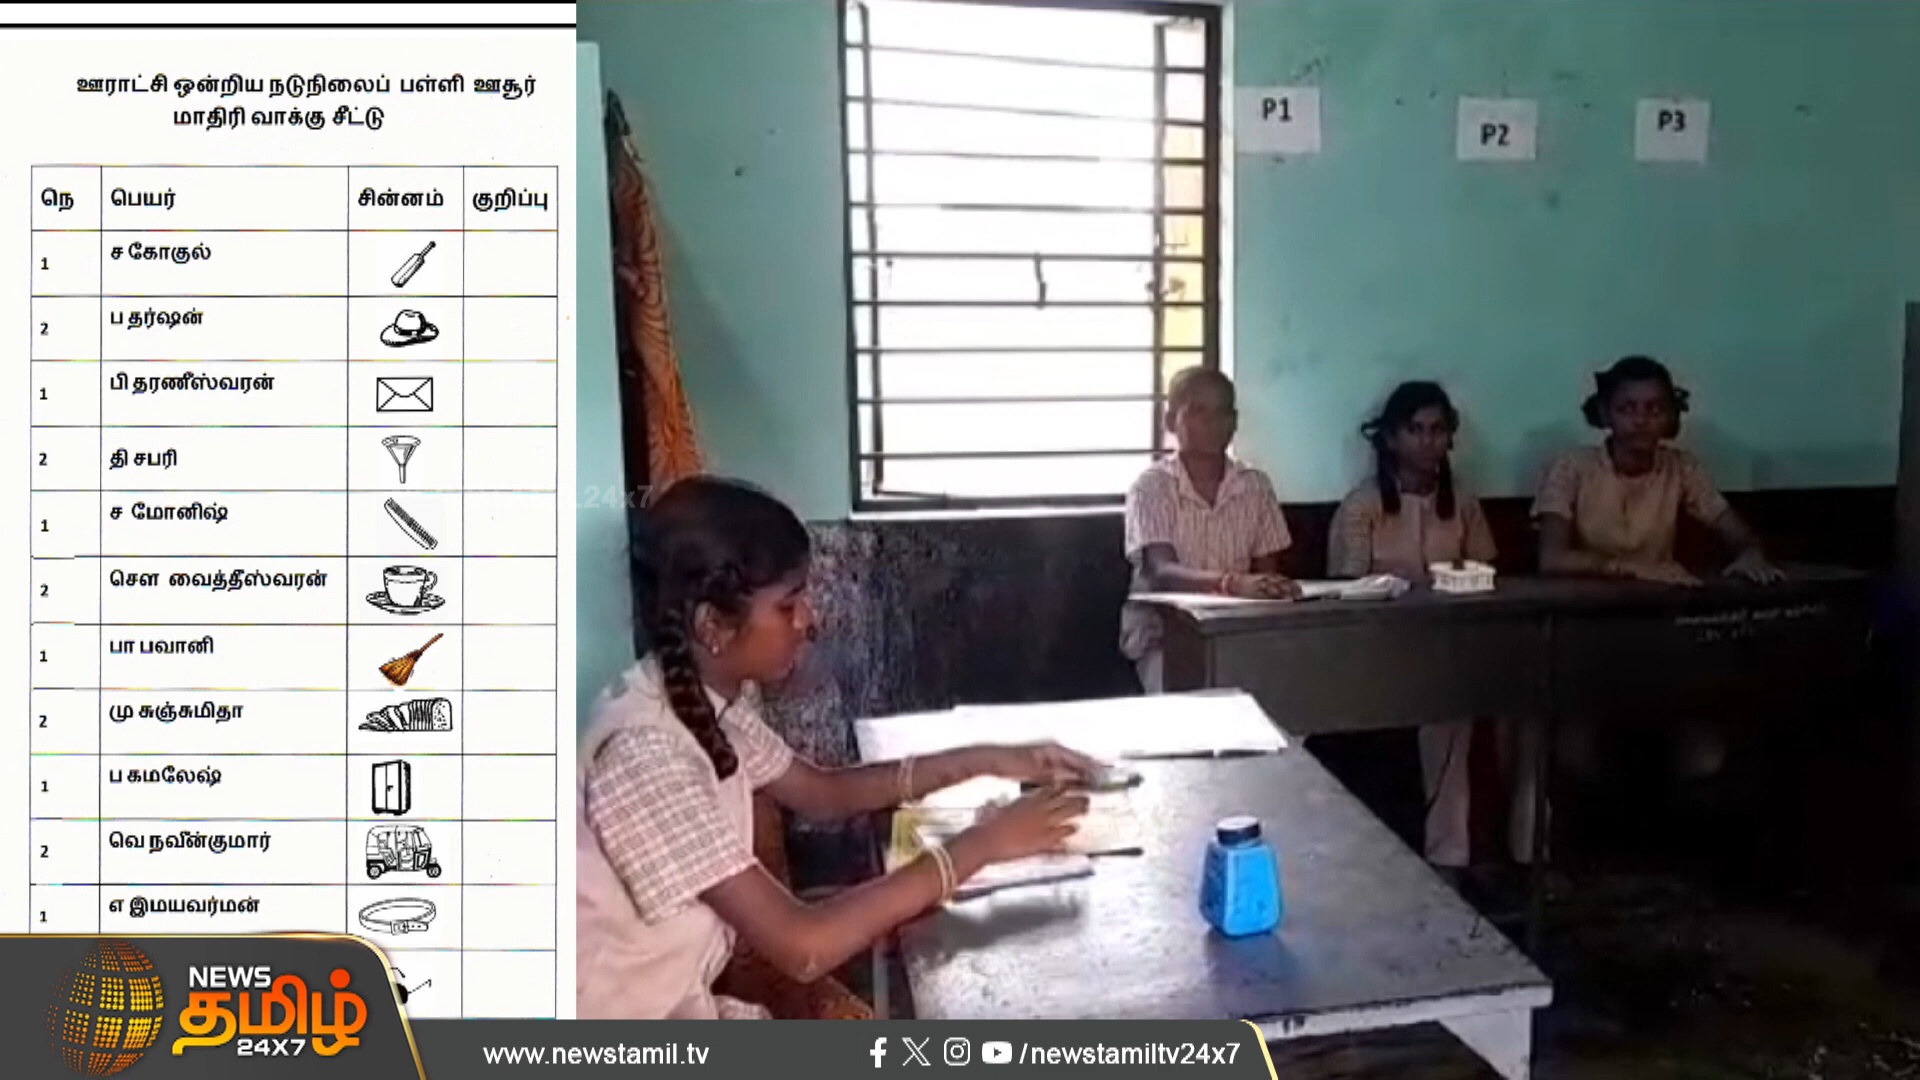 ஊராட்சி ஒன்றிய நடுநிலைப் பள்ளி ஊசூர்
மாதிரி வாக்கு சீட்டு
நெ பெயர் சின்னம் குறிப்பு
1 ச கோகுல்
2 ப தர்ஷன்
1 பி தரணீஸ்வரன்
2 தி சபரி
1 ச மோனிஷ்
2 சௌ வைத்தீஸ்வரன்
1 பா பவானி
2 மு சுஞ்சுமிதா
1 ப கமலேஷ்
2 வெ நவீன்குமார்
1 எ இமயவர்மன்
P1
P2
P3
24x7
NEWS
தமிழ்
24X7
www.newstamil.tv
/newstamiltv24x7